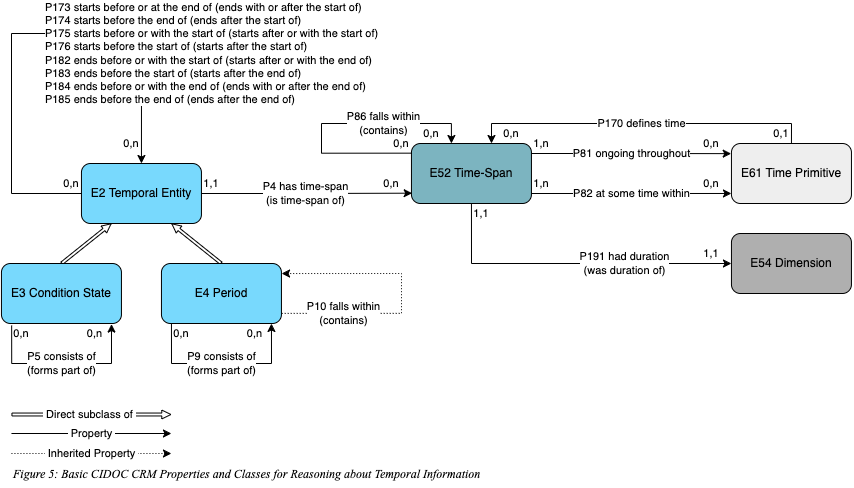 P173 starts before or at the end of (ends with or after the start of)
P174 starts before the end of (ends after the start of)
P175 starts before or with the start of (starts after or with the start of)
P176 starts before the start of (starts after the start of)
P182 ends before or with the start of (starts after or with the end of)
P183 ends before the start of (starts after the end of)
P184 ends before or with the end of (ends with or after the end of)
P185 ends before the end of (ends after the end of)
0,n
0,n
E2 Temporal Entity
1,1
P4 has time-span
(is time-span of)
0,n
P86 falls within
(contains)
0,n
0,n
E52 Time-Span
0,n
P170 defines time
0,1
1,n
P81 ongoing throughout
0,n
1,n
P82 at some time within
0,n
E61 Time Primitive
1,1
P191 had duration
(was duration of)
1,1
E54 Dimension
E3 Condition State
0,n
0,n
P5 consists of
(forms part of)
E4 Period
0,n
0,n
P9 consists of
(forms part of)
P10 falls within
(contains)
Direct subclass of
Property
Inherited Property
Figure 5: Basic CIDOC CRM Properties and Classes for Reasoning about Temporal Information